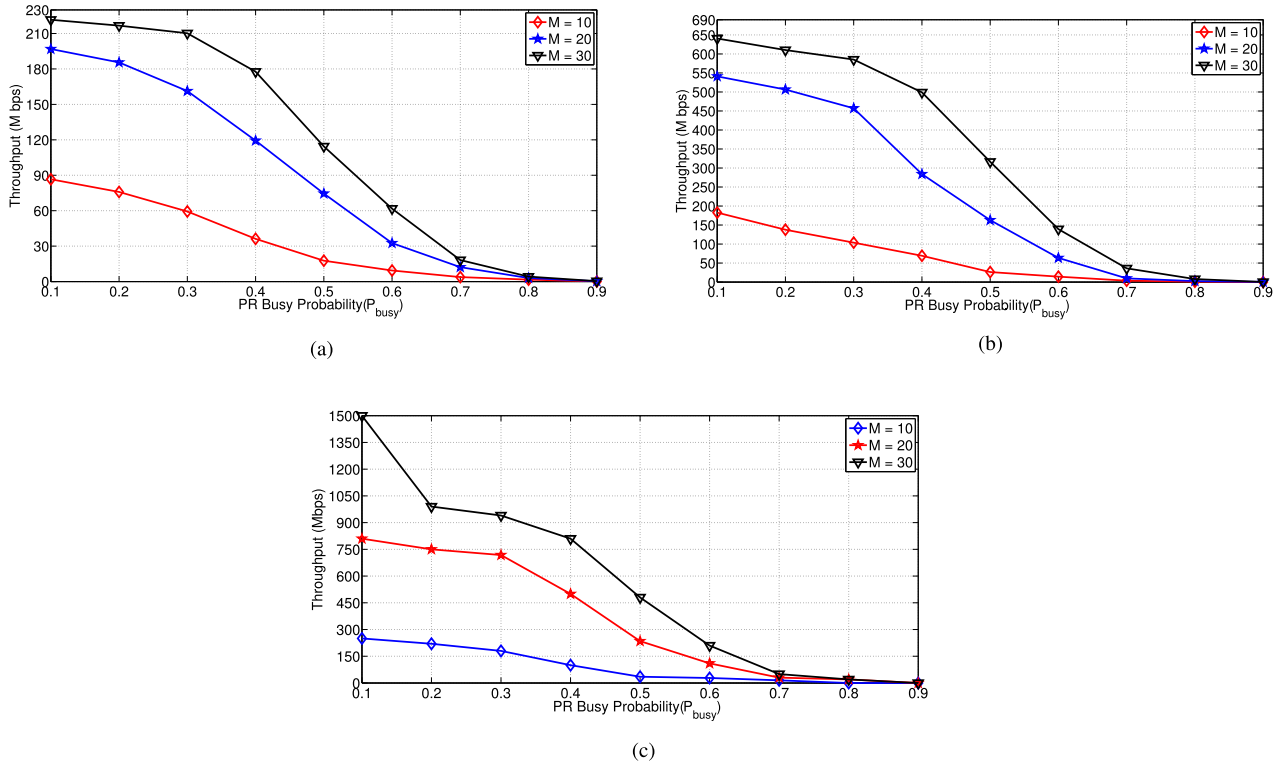 230
210
180
150
120
90
60
30
0
Throughput (M bps)
M = 10
M = 20
M = 30
0.1 0.2 0.3 0.4 0.5 0.6 0.7 0.8 0.9
PR Busy Probability(P_busy)
(a)
690
650
600
550
500
450
400
350
300
250
200
150
100
50
0
Throughput (M bps)
M = 10
M = 20
M = 30
0.1 0.2 0.3 0.4 0.5 0.6 0.7 0.8 0.9
PR Busy Probability(P_busy)
(b)
1500
1350
1200
1050
900
750
600
450
300
150
0
Throughput (Mbps)
M = 10
M = 20
M = 30
0.1 0.2 0.3 0.4 0.5 0.6 0.7 0.8 0.9
PR Busy Probability(P_busy)
(c)